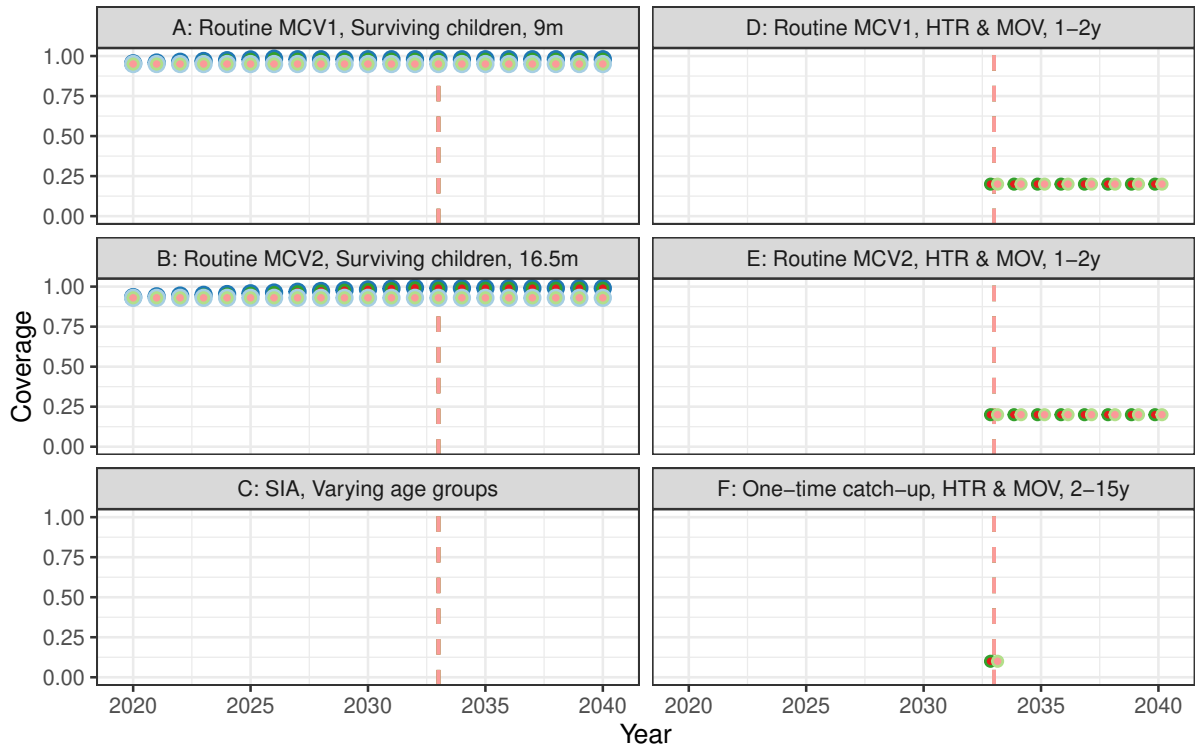 A: Routine MCV1, Surviving children, 9m
D: Routine MCV1, HTR & MOV, 1−2y
1.00
0.75
0.50
0.25
0.00
B: Routine MCV2, Surviving children, 16.5m
E: Routine MCV2, HTR & MOV, 1−2y
1.00
0.75
0.50
0.25
0.00
Coverage
C: SIA, Varying age groups
F: One−time catch−up, HTR & MOV, 2−15y
1.00
0.75
0.50
0.25
0.00
2020 2025 2030 2035 2040 2020 2025 2030 2035 2040
Year